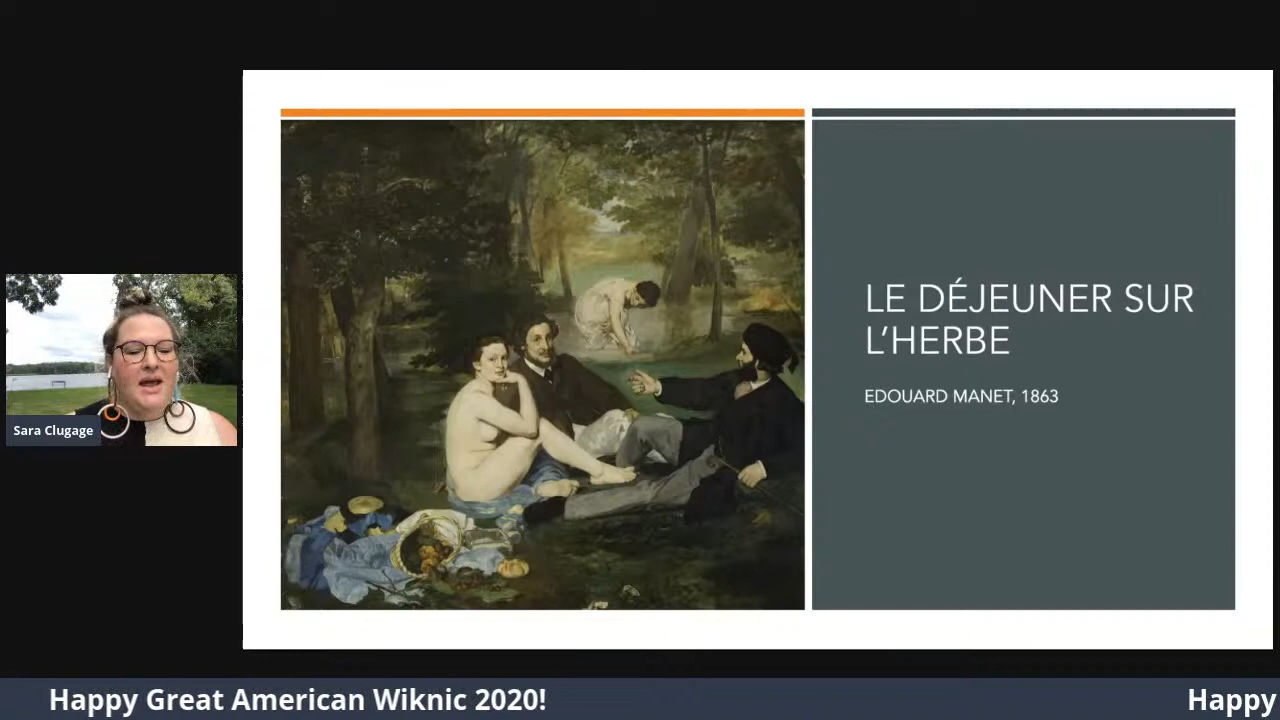 LE DÉJEUNER SUR
L’HERBE
EDOUARD MANET, 1863
Sara Clugage
Happy Great American Wiknic 2020!
Happy